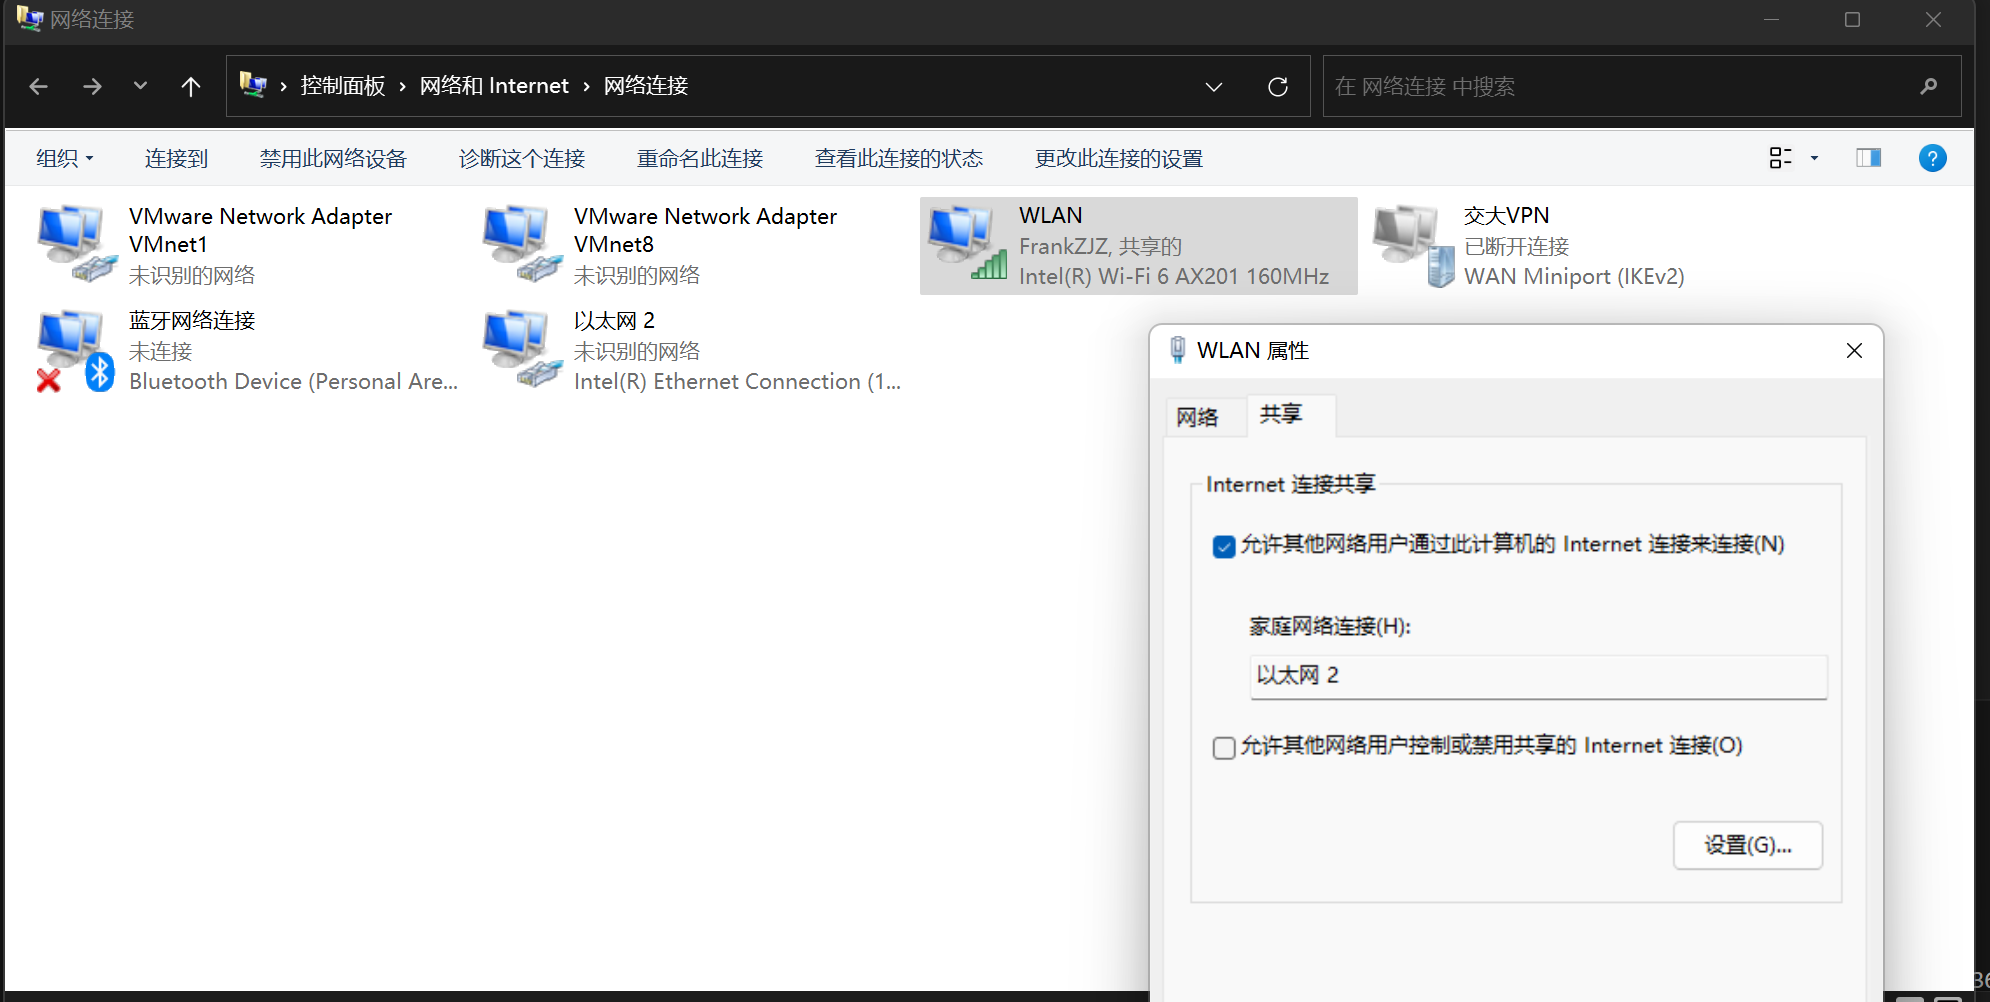 网络连接
控制面板 › 网络和 Internet › 网络连接
在 网络连接 中搜索
组织
连接到
禁用此网络设备
诊断这个连接
重命名此连接
查看此连接的状态
更改此连接的设置
VMware Network Adapter
VMnet1
未识别的网络
VMware Network Adapter
VMnet8
未识别的网络
WLAN
FrankZJZ, 共享的
Intel(R) Wi-Fi 6 AX201 160MHz
交大VPN
已断开连接
WAN Miniport (IKEv2)
蓝牙网络连接
未连接
Bluetooth Device (Personal Are...
以太网 2
未识别的网络
Intel(R) Ethernet Connection (1...
WLAN 属性
网络
共享
Internet 连接共享
允许其他网络用户通过此计算机的 Internet 连接来连接(N)
家庭网络连接(H):
以太网 2
允许其他网络用户控制或禁用共享的 Internet 连接(O)
设置(G)...